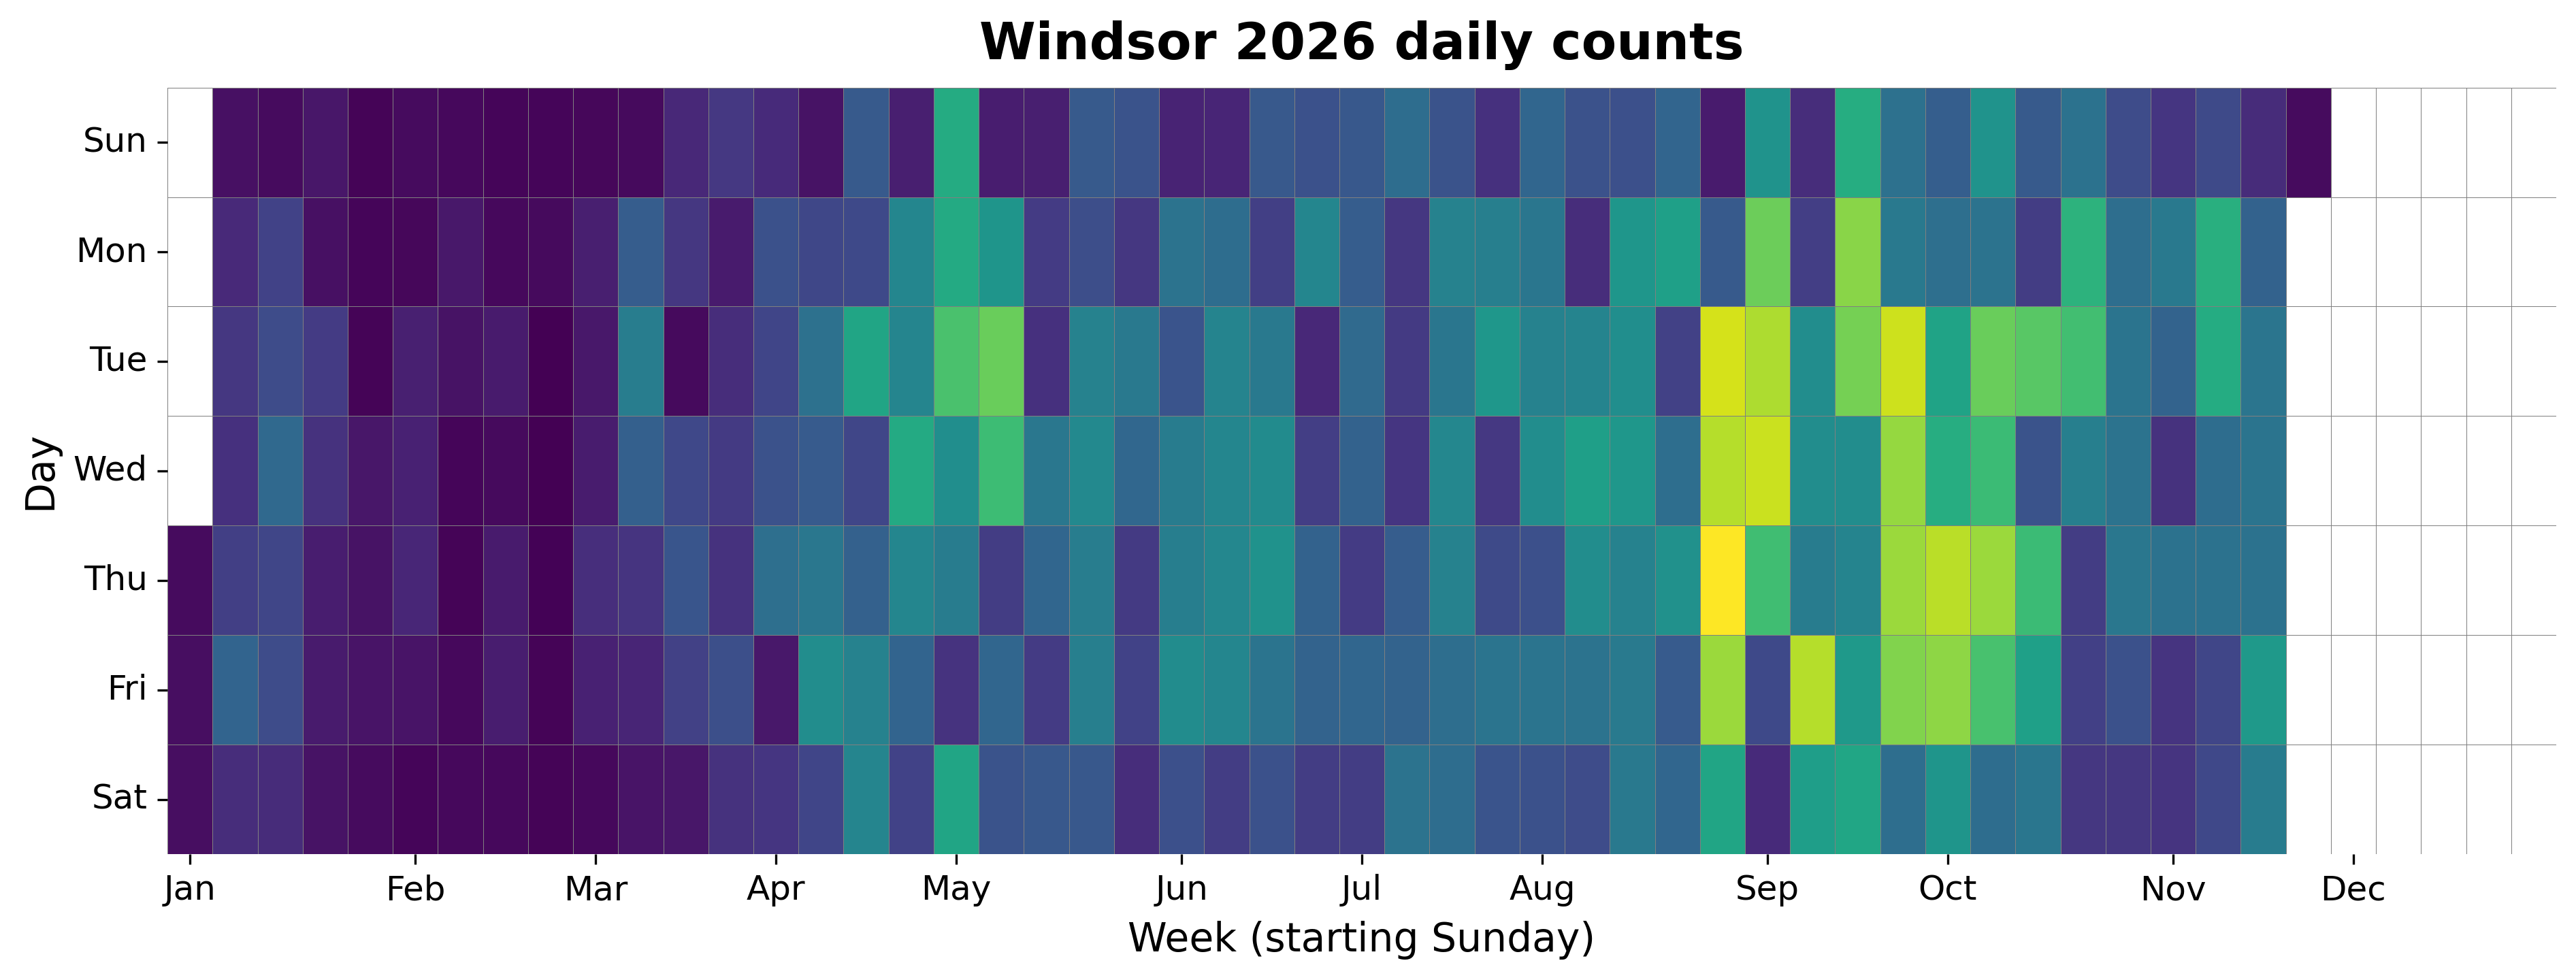 Windsor 2026 daily counts
Day
Sun
Mon
Tue
Wed
Thu
Fri
Sat
Jan Feb Mar Apr May Jun Jul Aug Sep Oct Nov Dec
Week (starting Sunday)